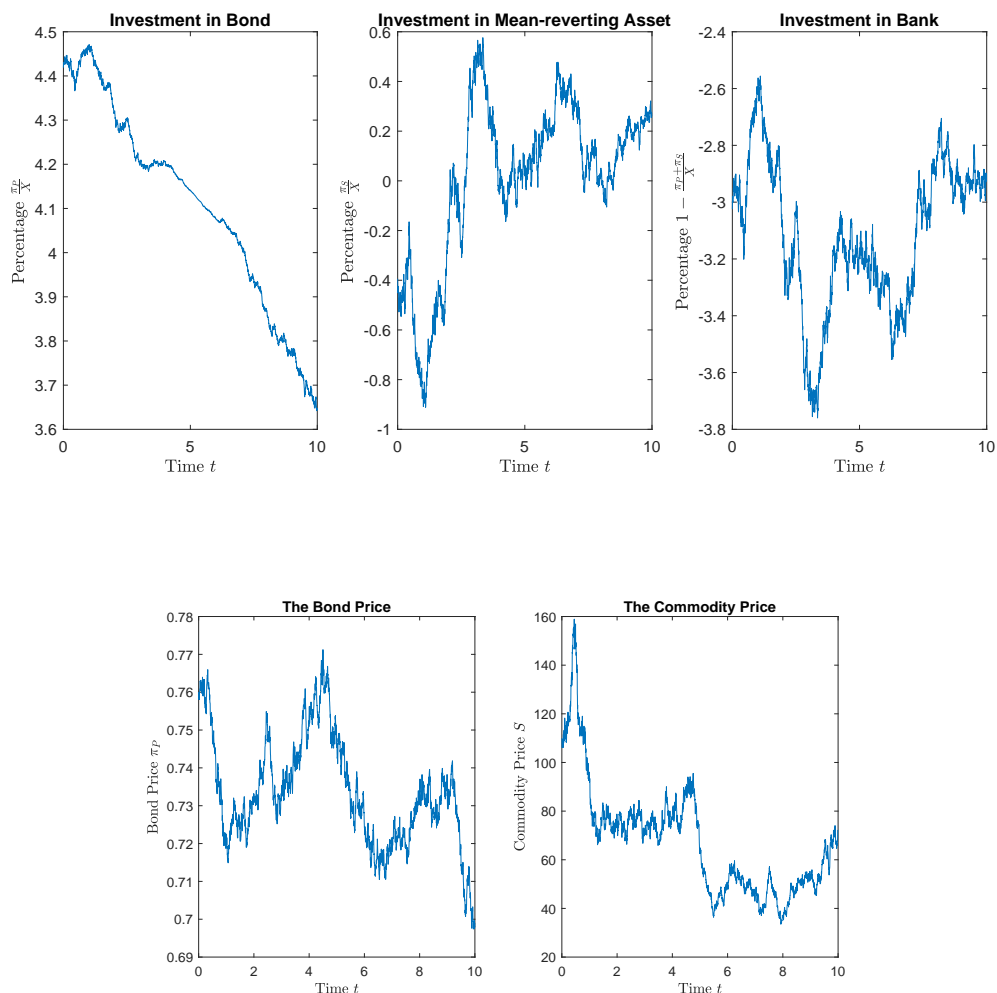 Investment in Bond
4.5
4.4
4.3
4.2
4.1
4
3.9
3.8
3.7
3.6
0 5 10
Percentage π_P/X
Time t
Investment in Mean-reverting Asset
0.6
0.4
0.2
0
-0.2
-0.4
-0.6
-0.8
-1
0 5 10
Percentage π_S/X
Time t
Investment in Bank
-2.4
-2.6
-2.8
-3
-3.2
-3.4
-3.6
-3.8
0 5 10
Percentage 1 − π_P+π_S/X
Time t
The Bond Price
0.78
0.77
0.76
0.75
0.74
0.73
0.72
0.71
0.7
0.69
0 2 4 6 8 10
Bond Price π_P
Time t
The Commodity Price
160
140
120
100
80
60
40
20
0 2 4 6 8 10
Commodity Price S
Time t